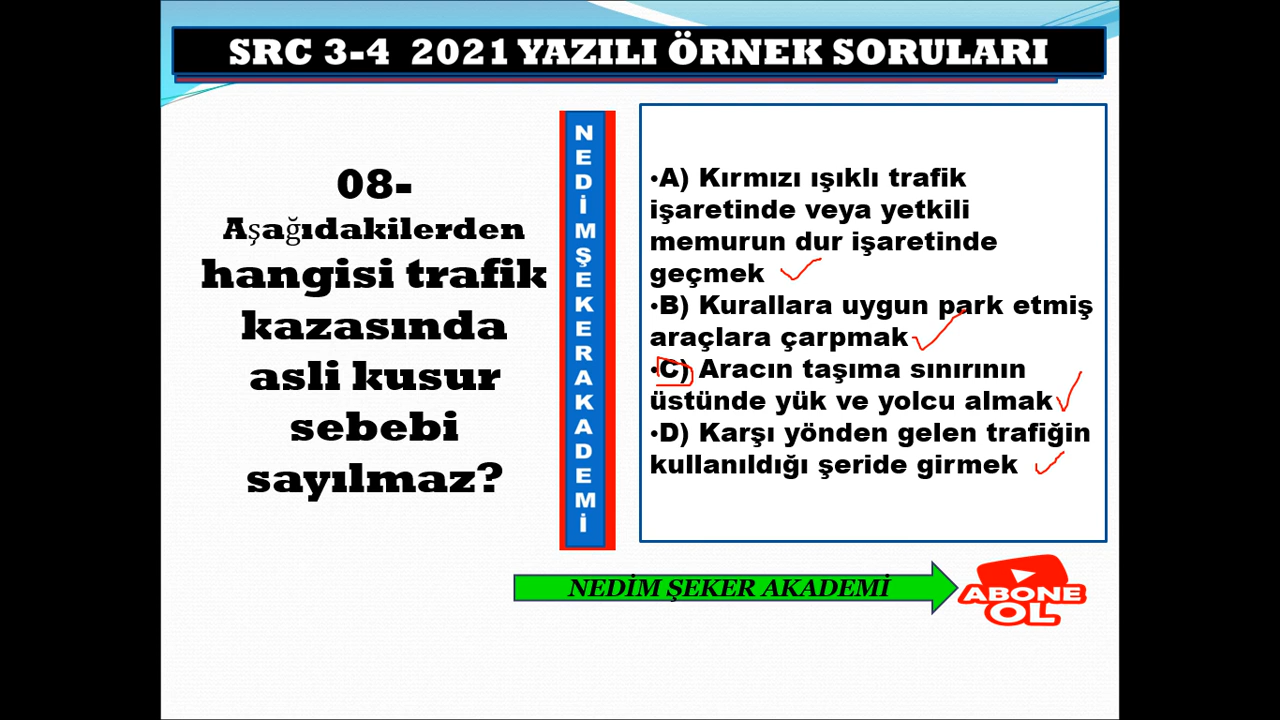 SRC 3-4 2021 YAZILI ÖRNEK SORULARI
08-
Aşağıdakilerden
hangisi trafik
kazasında
asli kusur
sebebi
sayılmaz?
NEDİMŞEKERAKADEMİ
•A) Kırmızı ışıklı trafik
işaretinde veya yetkili
memurun dur işaretinde
geçmek
•B) Kurallara uygun park etmiş
araçlara çarpmak
•C) Aracın taşıma sınırının
üstünde yük ve yolcu almak
•D) Karşı yönden gelen trafiğin
kullanıldığı şeride girmek
NEDİM ŞEKER AKADEMİ
ABONE
OL